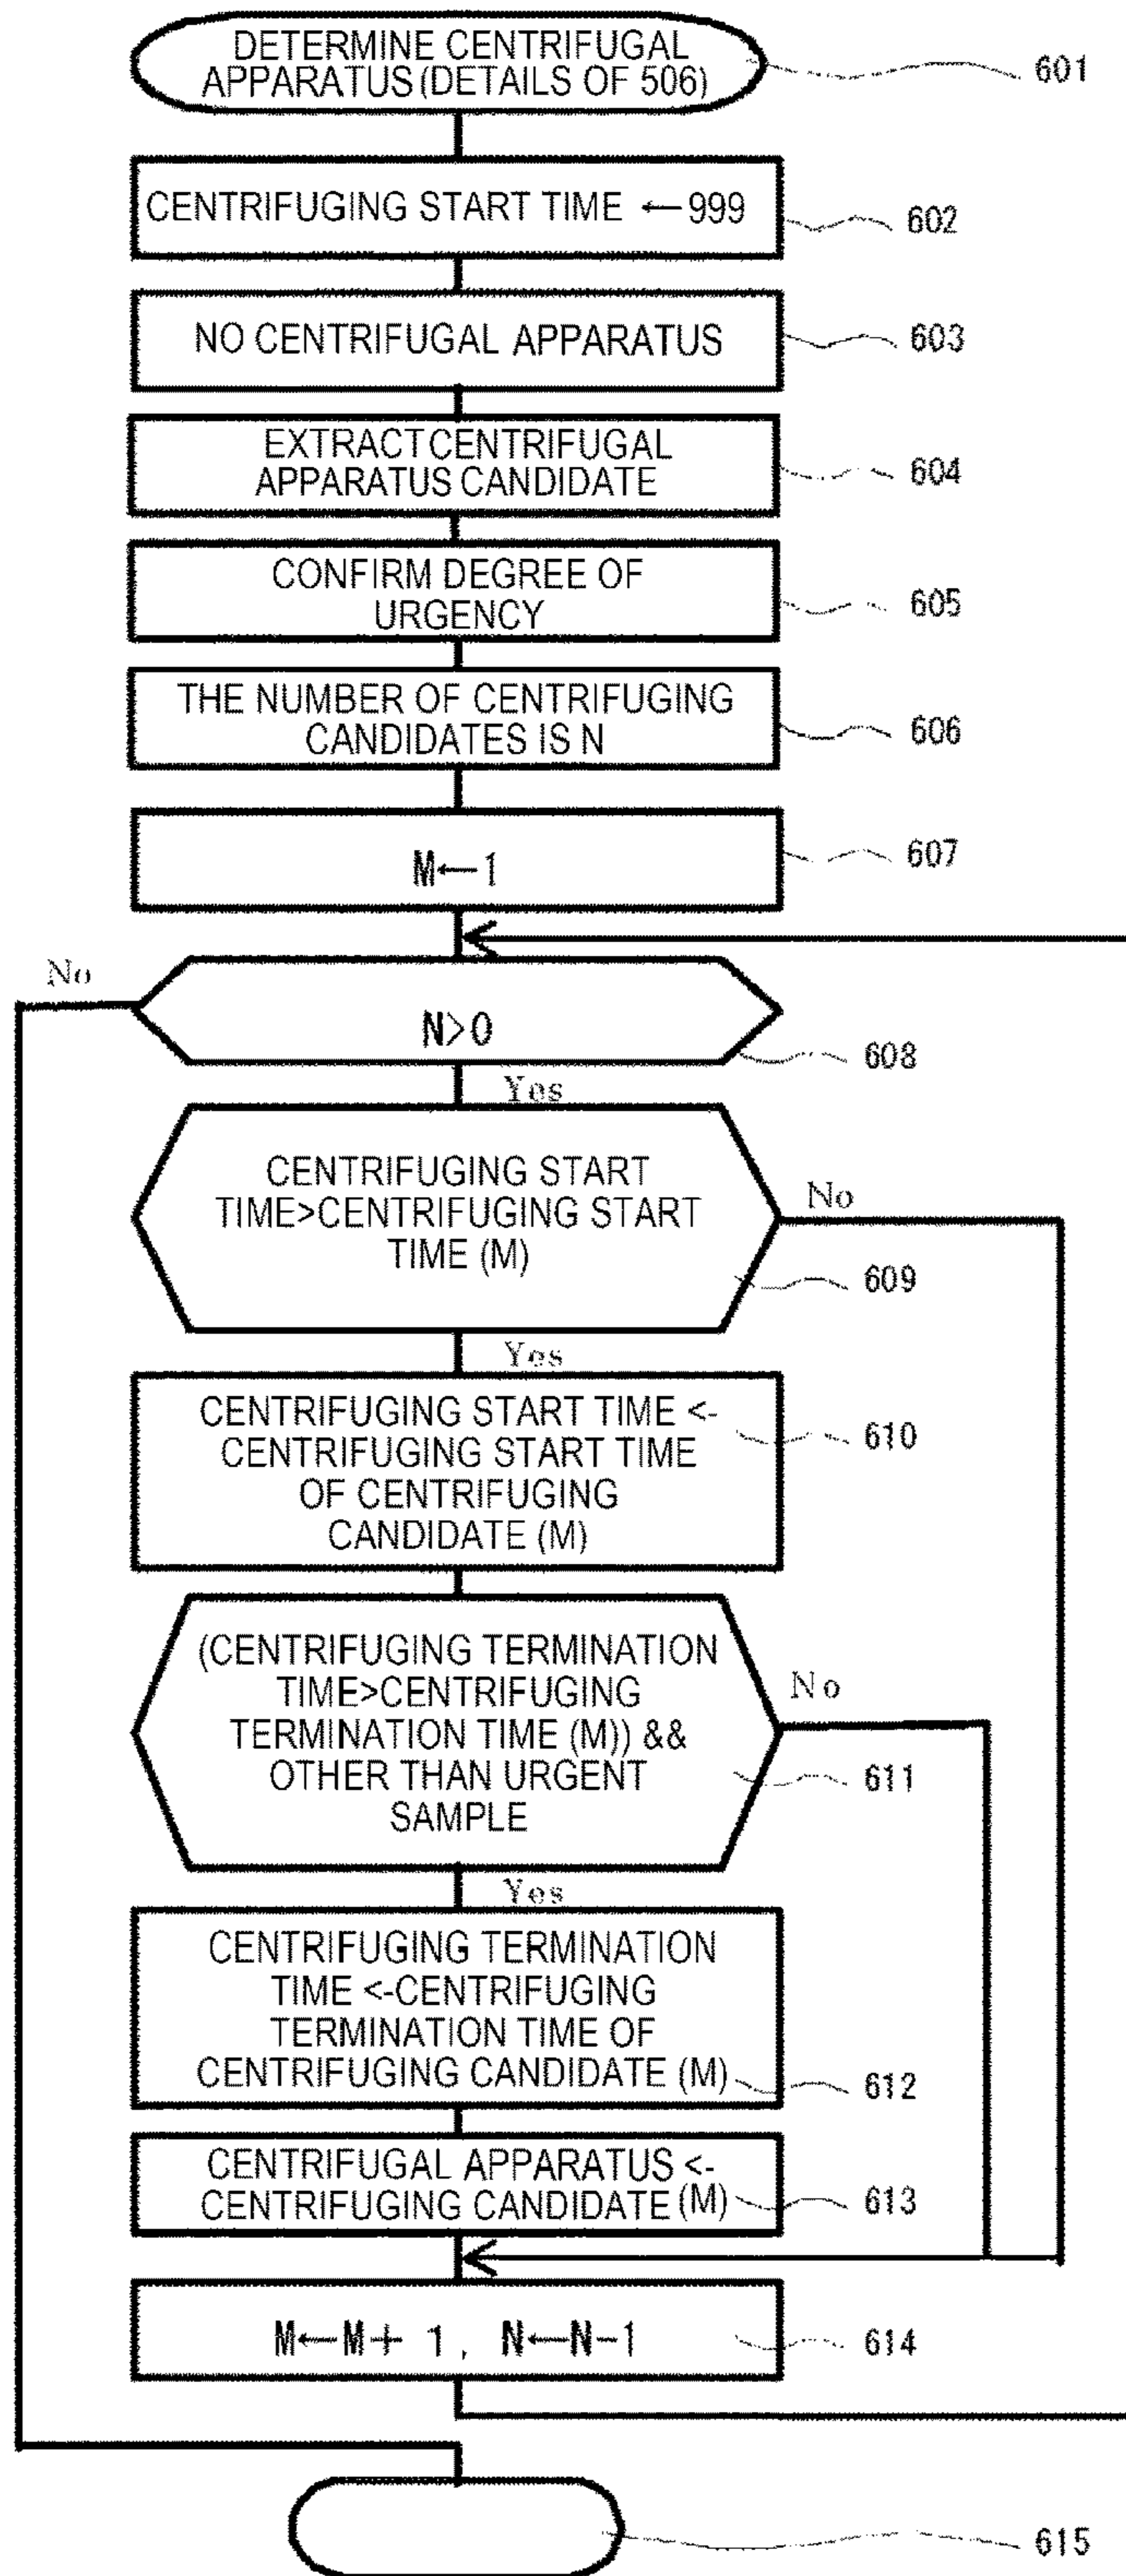 DETERMINE CENTRIFUGAL
APPARATUS (DETAILS OF 506)
601
CENTRIFUGING START TIME ←999
602
NO CENTRIFUGAL APPARATUS
603
EXTRACT CENTRIFUGAL
APPARATUS CANDIDATE
604
CONFIRM DEGREE OF
URGENCY
605
THE NUMBER OF CENTRIFUGING
CANDIDATES IS N
606
M←1
607
No
N>0
608
Yes
CENTRIFUGING START
TIME>CENTRIFUGING START
TIME (M)
No
609
Yes
CENTRIFUGING START TIME <-
CENTRIFUGING START TIME
OF CENTRIFUGING
CANDIDATE (M)
610
(CENTRIFUGING TERMINATION
TIME>CENTRIFUGING
TERMINATION TIME (M)) &&
OTHER THAN URGENT
SAMPLE
No
611
Yes
CENTRIFUGING TERMINATION
TIME <-CENTRIFUGING
TERMINATION TIME OF
CENTRIFUGING CANDIDATE (M)
612
CENTRIFUGAL APPARATUS <-
CENTRIFUGING CANDIDATE (M)
613
M←M+ 1, N←N-1
614
615